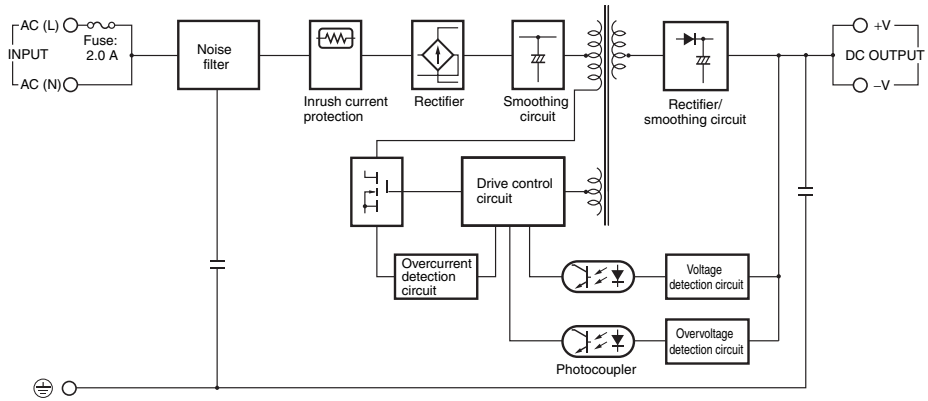 AC (L)
Fuse:
2.0 A
INPUT
AC (N)
Noise
filter
Inrush current
protection
Rectifier
Smoothing
circuit
Rectifier/
smoothing circuit
+V
DC OUTPUT
−V
Drive control
circuit
Overcurrent
detection
circuit
Voltage
detection circuit
Overvoltage
detection circuit
Photocoupler